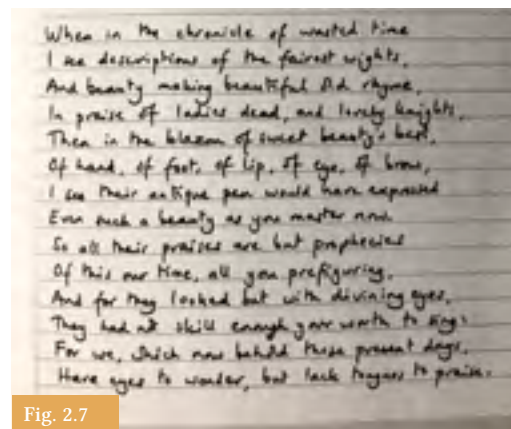 When in the chronicle of wasted time
I see descriptions of the fairest wights,
And beauty making beautiful old rhyme,
In praise of ladies dead, and lovely knights,
Then in the blazon of sweet beauty's best,
Of hand, of foot, of lip, of eye, of brow,
I see their antique pen would have expressed
Even such a beauty as you master now.
So all their praises are but prophecies
Of this our time, all you prefiguring,
And for they looked but with divining eyes,
They had not skill enough your worth to sing:
For we, which now behold these present days,
Have eyes to wonder, but lack tongues to praise.
Fig. 2.7